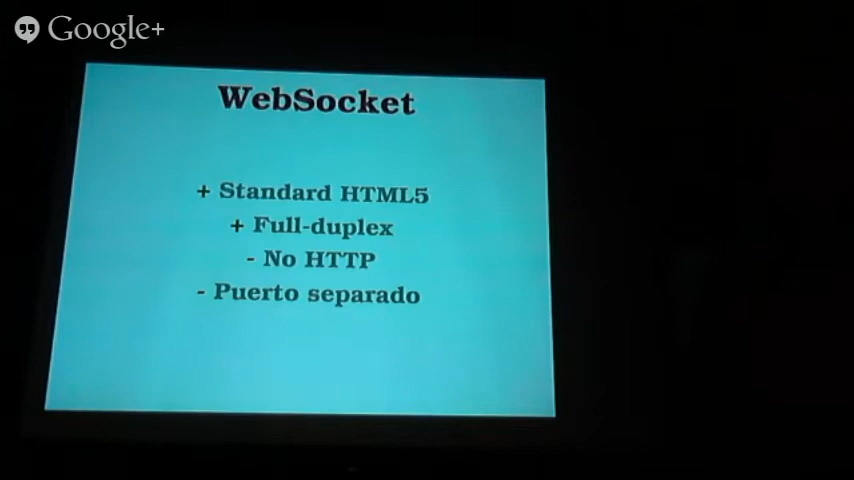 Google+
WebSocket
+ Standard HTML5
+ Full-duplex
- No HTTP
- Puerto separado